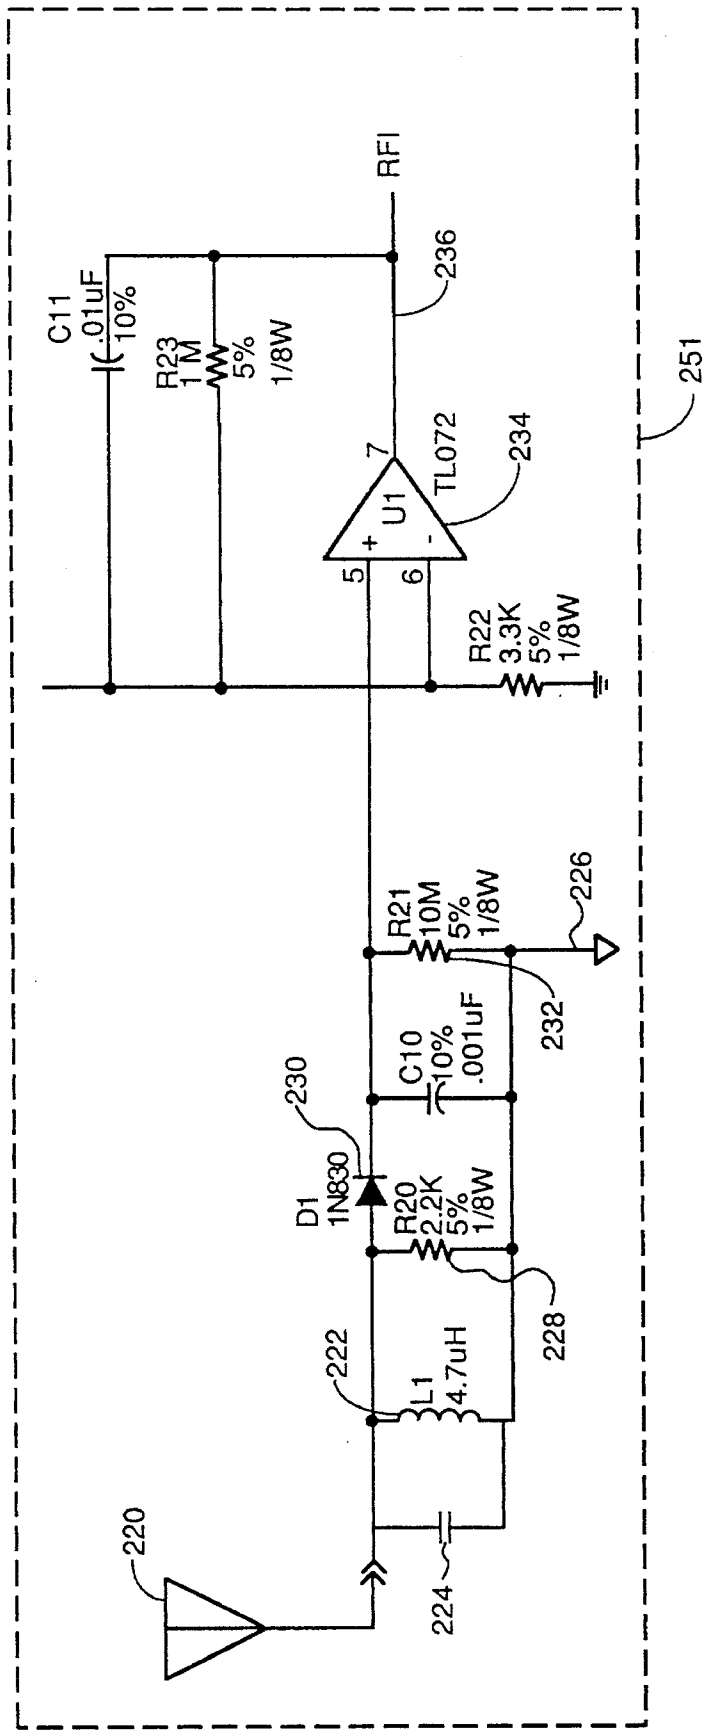 220
224
222
L1
4.7uH
228
R20
2.2K
5%
1/8W
D1
1N830
230
C10
10%
.001uF
232
R21
10M
5%
1/8W
226
R22
3.3K
5%
1/8W
5
6
+
-
U1
7
TL072
234
236
R23
1 M
5%
1/8W
C11
.01uF
10%
RFI
251